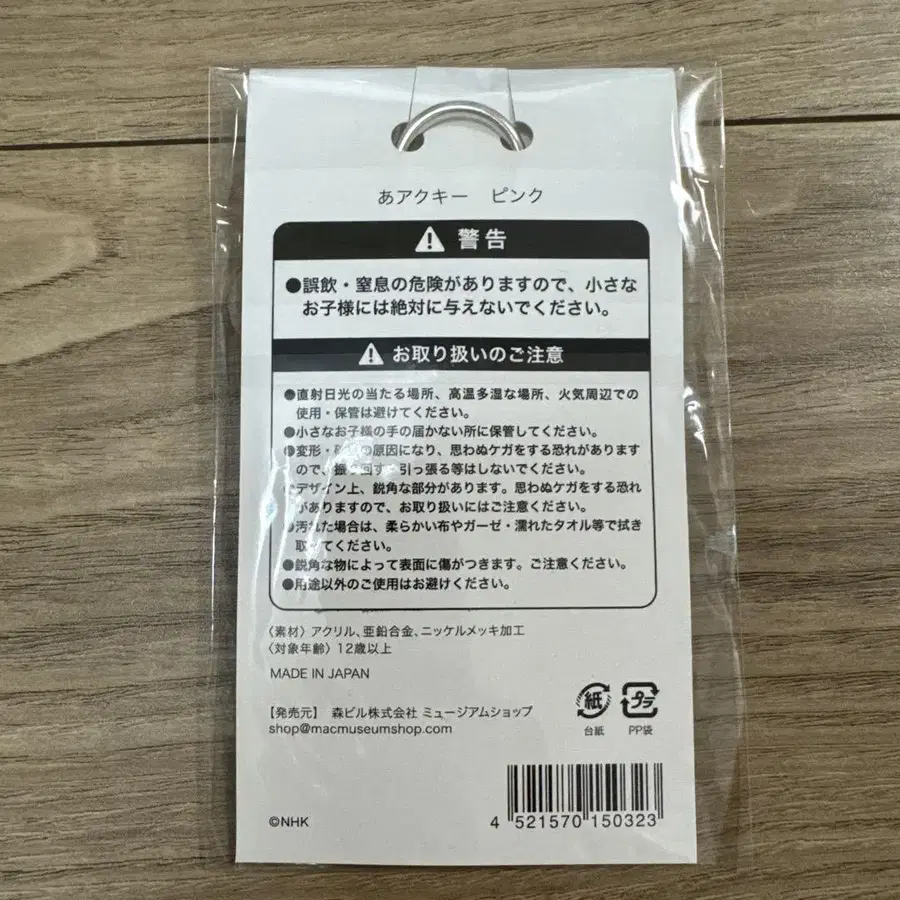 あアクキー　ピンク
警告
●誤飲・窒息の危険がありますので、小さな
お子様には絶対に与えないでください。
お取り扱いのご注意
●直射日光の当たる場所、高温多湿な場所、火気周辺での
使用・保管は避けてください。
●小さなお子様の手の届かない所に保管してください。
●変形・破損の原因になり、思わぬケガをする恐れがあります
ので、振り回す・引っ張る等はしないでください。
●デザイン上、鋭角な部分があります。思わぬケガをする恐れ
がありますので、お取り扱いにはご注意ください。
●汚れた場合は、柔らかい布やガーゼ・濡れたタオル等で拭き
取ってください。
●鋭角な物によって表面に傷がつきます。ご注意ください。
●用途以外のご使用はお避けください。
〈素材〉アクリル、亜鉛合金、ニッケルメッキ加工
〈対象年齢〉12歳以上
MADE IN JAPAN
【発売元】 森ビル株式会社 ミュージアムショップ
shop@macmuseumshop.com
紙 プラ
台紙 PP袋
©NHK
4 521570 150323